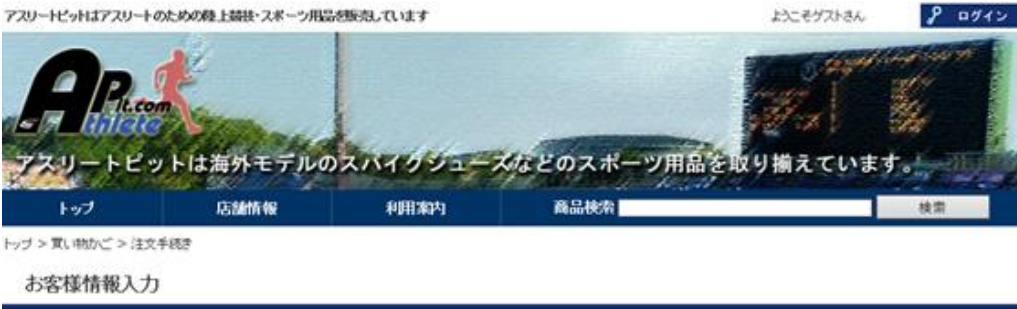 アスリートピットはアスリートのための陸上競技・スポーツ用品を販売しています
ようこそゲストさん
ログイン
APit.com
Athlete
アスリートピットは海外モデルのスパイクシューズなどのスポーツ用品を取り揃えています。
トップ 店舗情報 利用案内 商品検索 検索
トップ > 買い物かご > 注文手続き
お客様情報入力